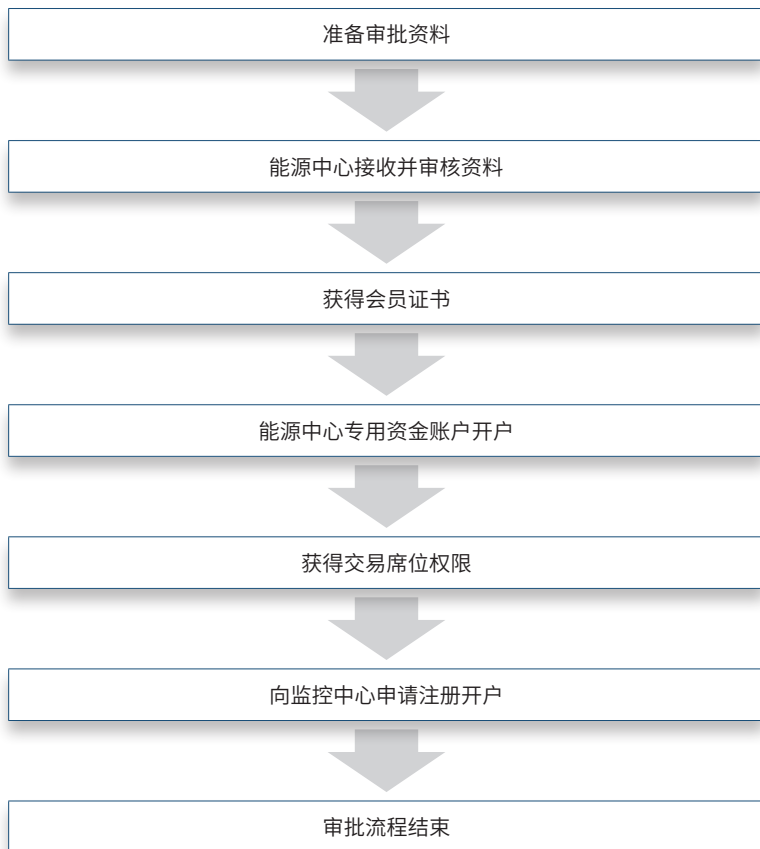 准备审批资料
能源中心接收并审核资料
获得会员证书
能源中心专用资金账户开户
获得交易席位权限
向监控中心申请注册开户
审批流程结束